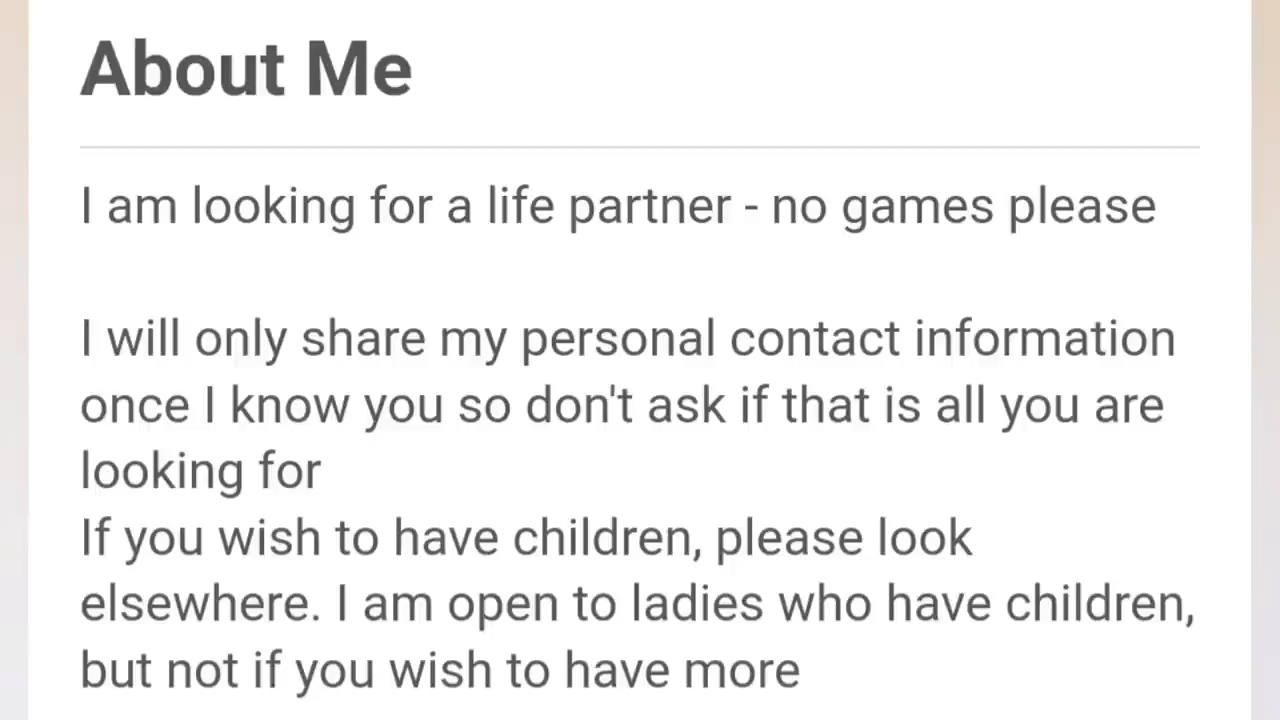 About Me
I am looking for a life partner - no games please
I will only share my personal contact information
once I know you so don't ask if that is all you are
looking for
If you wish to have children, please look
elsewhere. I am open to ladies who have children,
but not if you wish to have more